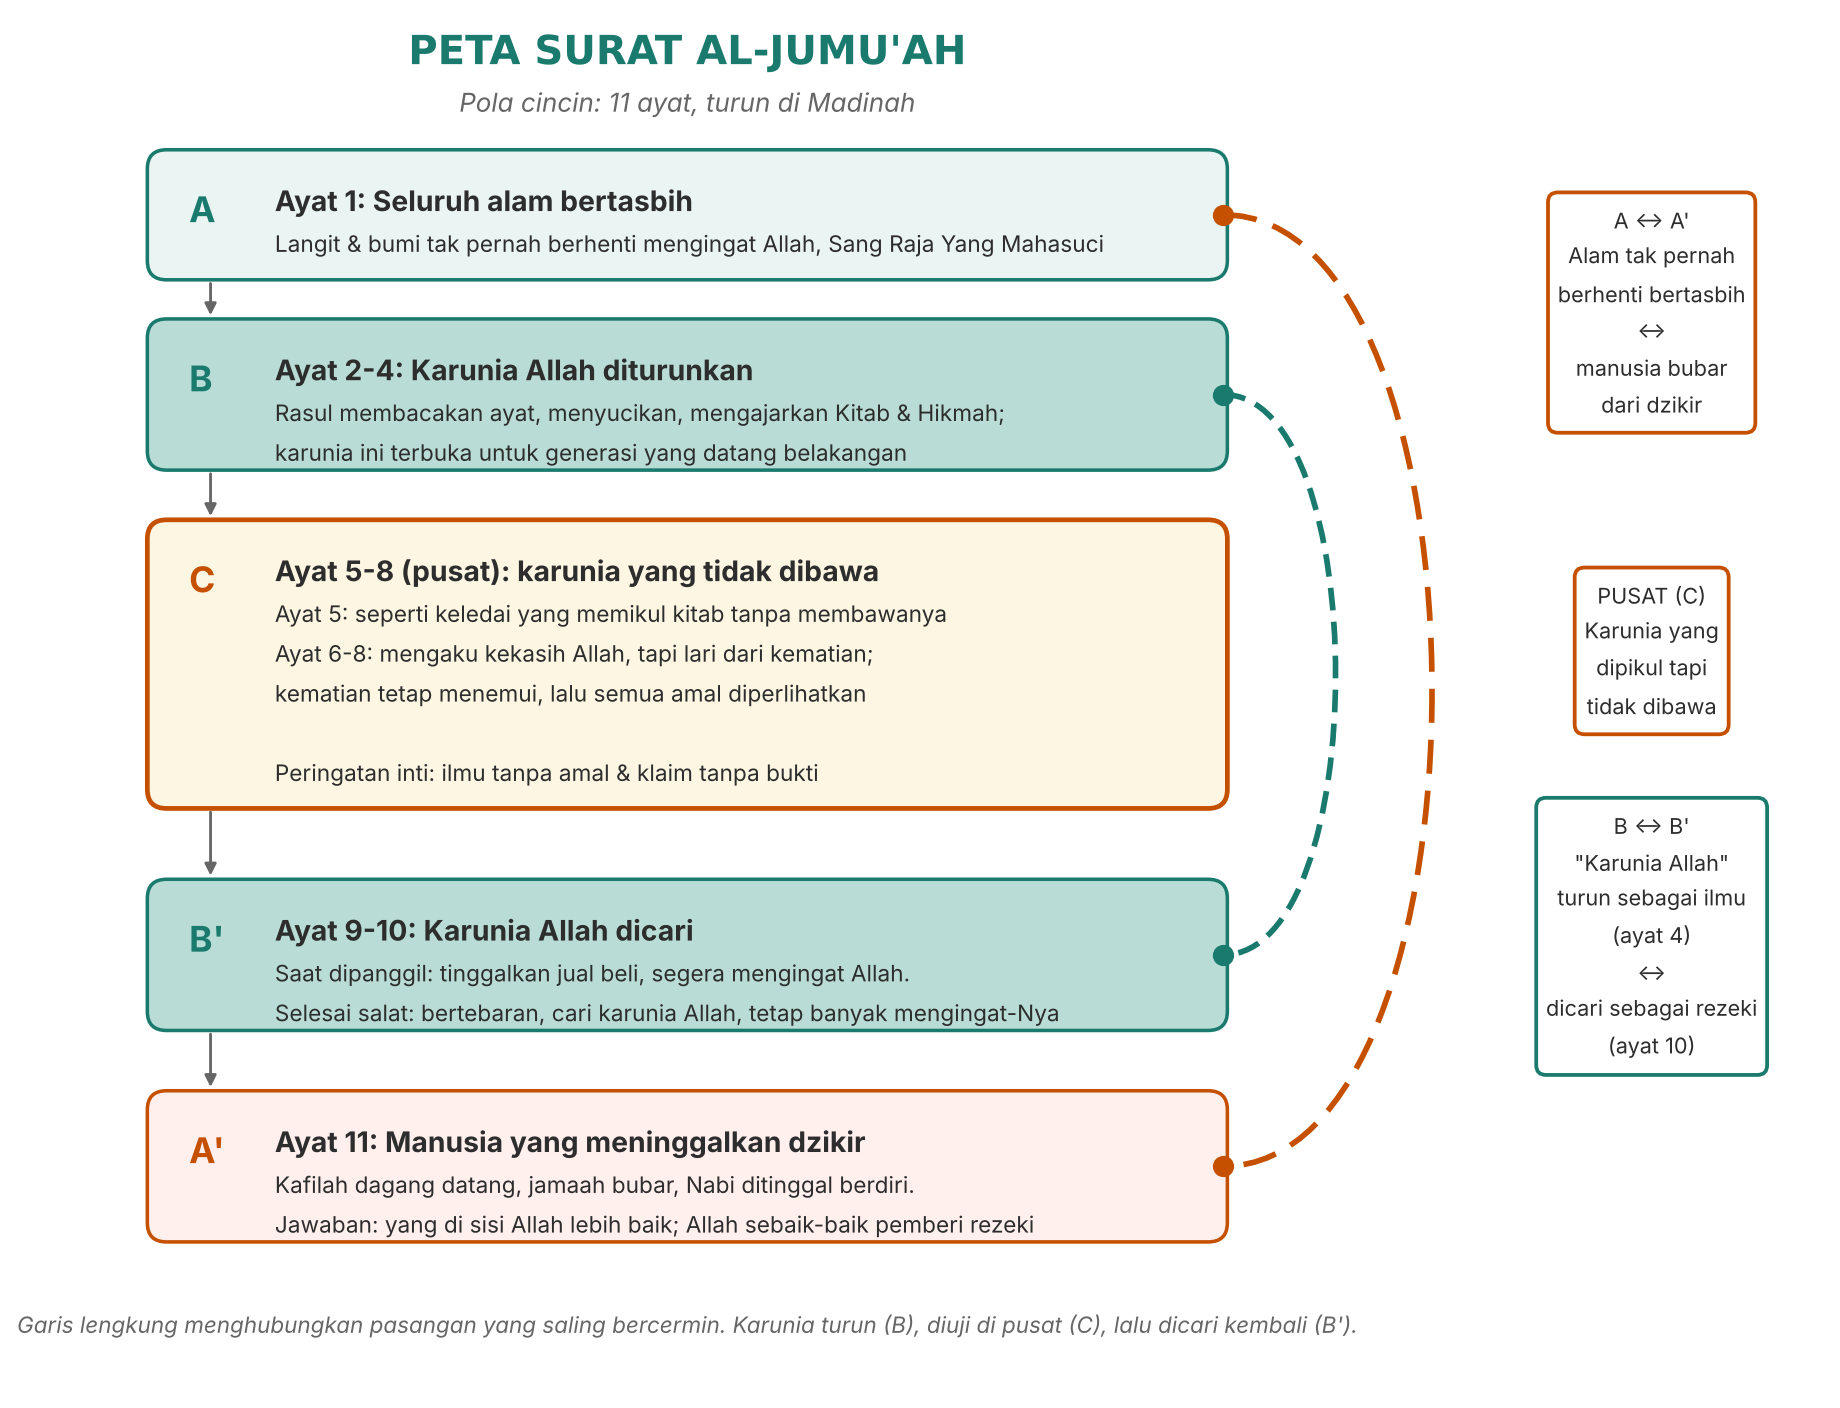 PETA SURAT AL-JUMU'AH
Pola cincin: 11 ayat, turun di Madinah
A
Ayat 1: Seluruh alam bertasbih
Langit & bumi tak pernah berhenti mengingat Allah, Sang Raja Yang Mahasuci
B
Ayat 2-4: Karunia Allah diturunkan
Rasul membacakan ayat, menyucikan, mengajarkan Kitab & Hikmah;
karunia ini terbuka untuk generasi yang datang belakangan
C
Ayat 5-8 (pusat): karunia yang tidak dibawa
Ayat 5: seperti keledai yang memikul kitab tanpa membawanya
Ayat 6-8: mengaku kekasih Allah, tapi lari dari kematian;
kematian tetap menemui, lalu semua amal diperlihatkan
Peringatan inti: ilmu tanpa amal & klaim tanpa bukti
B'
Ayat 9-10: Karunia Allah dicari
Saat dipanggil: tinggalkan jual beli, segera mengingat Allah.
Selesai salat: bertebaran, cari karunia Allah, tetap banyak mengingat-Nya
A'
Ayat 11: Manusia yang meninggalkan dzikir
Kafilah dagang datang, jamaah bubar, Nabi ditinggal berdiri.
Jawaban: yang di sisi Allah lebih baik; Allah sebaik-baik pemberi rezeki
A ↔ A'
Alam tak pernah
berhenti bertasbih
↔
manusia bubar
dari dzikir
PUSAT (C)
Karunia yang
dipikul tapi
tidak dibawa
B ↔ B'
"Karunia Allah"
turun sebagai ilmu
(ayat 4)
↔
dicari sebagai rezeki
(ayat 10)
Garis lengkung menghubungkan pasangan yang saling bercermin. Karunia turun (B), diuji di pusat (C), lalu dicari kembali (B').